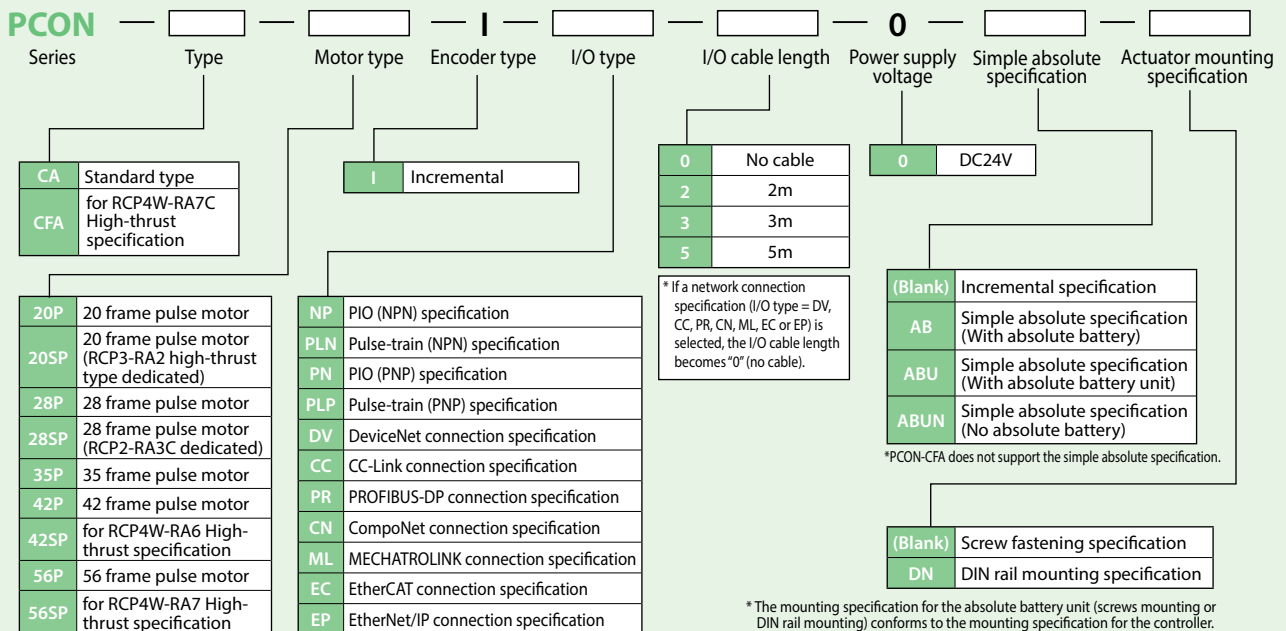 PCON — — — I — — — 0 — —
Series Type Motor type Encoder type I/O type I/O cable length Power supply voltage Simple absolute specification Actuator mounting specification
CA Standard type
CFA for RCP4W-RA7C
High-thrust
specification
I Incremental
0 No cable
2 2m
3 3m
5 5m
* If a network connection
specification (I/O type = DV,
CC, PR, CN, ML, EC or EP) is
selected, the I/O cable length
becomes "0" (no cable).
0 DC24V
20P 20 frame pulse motor
20SP 20 frame pulse motor
(RCP3-RA2 high-thrust
type dedicated)
28P 28 frame pulse motor
28SP 28 frame pulse motor
(RCP2-RA3C dedicated)
35P 35 frame pulse motor
42P 42 frame pulse motor
42SP for RCP4W-RA6 High-
thrust specification
56P 56 frame pulse motor
56SP for RCP4W-RA7 High-
thrust specification
NP PIO (NPN) specification
PLN Pulse-train (NPN) specification
PN PIO (PNP) specification
PLP Pulse-train (PNP) specification
DV DeviceNet connection specification
CC CC-Link connection specification
PR PROFIBUS-DP connection specification
CN CompoNet connection specification
ML MECHATROLINK connection specification
EC EtherCAT connection specification
EP EtherNet/IP connection specification
(Blank) Incremental specification
AB Simple absolute specification
(With absolute battery)
ABU Simple absolute specification
(With absolute battery unit)
ABUN Simple absolute specification
(No absolute battery)
*PCON-CFA does not support the simple absolute specification.
(Blank) Screw fastening specification
DN DIN rail mounting specification
* The mounting specification for the absolute battery unit (screws mounting or
DIN rail mounting) conforms to the mounting specification for the controller.